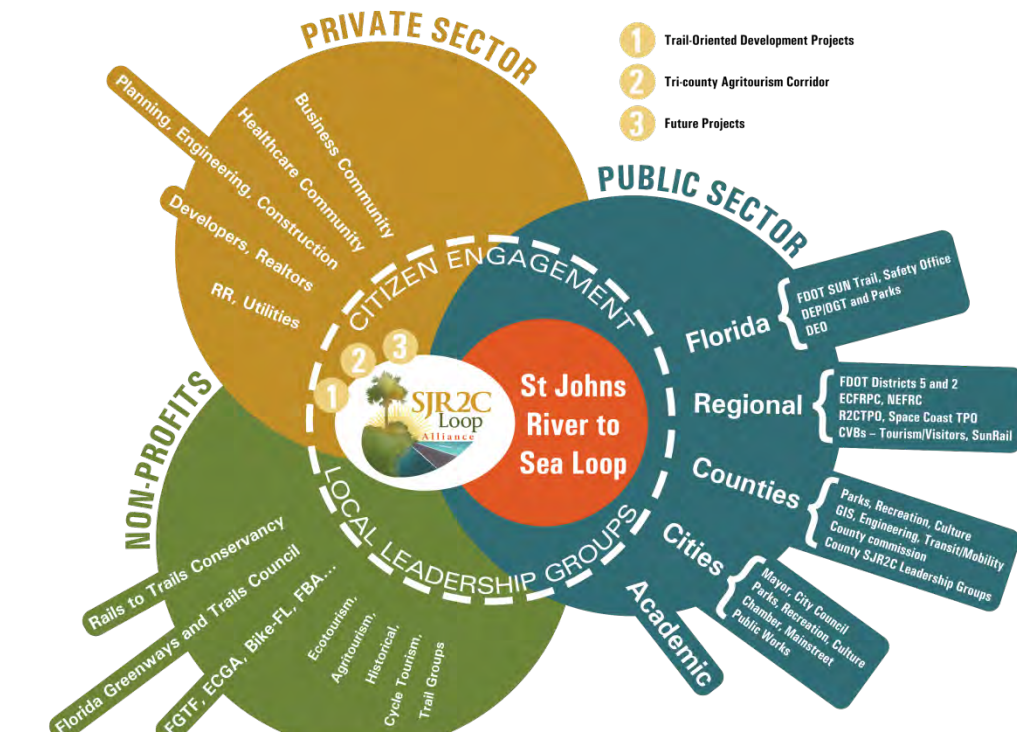 PRIVATE SECTOR
Planning, Engineering, Construction
Healthcare Community
Business Community
Developers, Realtors
RR, Utilities
1 Trail-Oriented Development Projects
2 Tri-county Agritourism Corridor
3 Future Projects
PUBLIC SECTOR
Florida
FDOT SUN Trail, Safety Office
DEP/OGT and Parks
DEO
Regional
FDOT Districts 5 and 2
ECFRPC, NEFRC
R2CTPO, Space Coast TPO
CVBs – Tourism/Visitors, SunRail
Counties
Parks, Recreation, Culture
GIS, Engineering, Transit/Mobility
County commission
County SJR2C Leadership Groups
Cities
Mayor, City Council
Parks, Recreation, Culture
Chamber, Mainstreet
Public Works
Academic
CITIZEN ENGAGEMENT
1
2
3
SJR2C
Loop
Alliance
St Johns
River to
Sea Loop
LOCAL LEADERSHIP GROUPS
NON-PROFITS
Rails to Trails Conservancy
Florida Greenways and Trails Council
FGTF, ECGA, Bike-FL, FBA...
Ecotourism.
Agritourism.
Historical.
Cycle Tourism.
Trail Groups